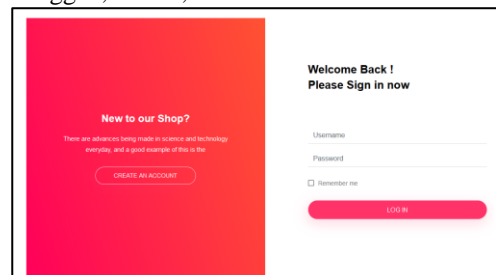 New to our Shop?
There are advances being made in science and technology
everyday, and a good example of this is the
CREATE AN ACCOUNT
Welcome Back !
Please Sign in now
Username
Password
Remember me
LOG IN